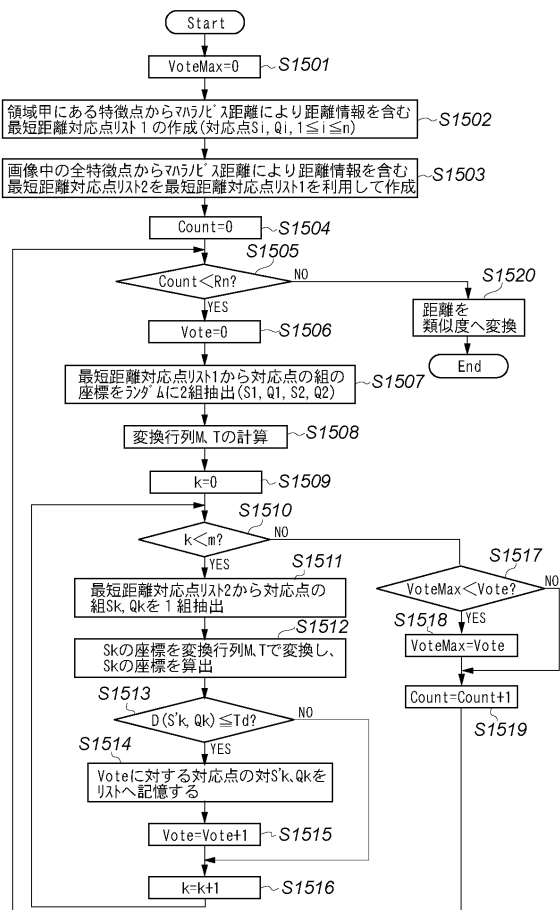 Start
VoteMax=0
S1501
領域甲にある特徴点からﾏﾊﾗﾉﾋﾞｽ距離により距離情報を含む
最短距離対応点リスト1の作成(対応点Si, Qi, 1≦i≦n)
S1502
画像中の全特徴点からﾏﾊﾗﾉﾋﾞｽ距離により距離情報を含む
最短距離対応点ﾘｽﾄ2を最短距離対応点ﾘｽﾄ1を利用して作成
S1503
Count=0
S1504
S1505
Count<Rn?
NO
YES
S1520
距離を
類似度へ変換
End
Vote=0
S1506
最短距離対応点ﾘｽﾄ1から対応点の組の
座標をﾗﾝﾀﾞﾑに2組抽出(S1, Q1, S2, Q2)
S1507
変換行列M、Tの計算
S1508
k=0
S1509
S1510
k<m?
NO
YES
S1511
最短距離対応点ﾘｽﾄ2から対応点の
組Sk, Qkを1組抽出
S1512
Skの座標を変換行列M、Tで変換し、
Skの座標を算出
S1513
D(S'k, Qk)≦Td?
NO
YES
S1514
Voteに対する対応点の対S'k、Qkを
ﾘｽﾄへ記憶する
Vote=Vote+1
S1515
k=k+1
S1516
S1517
VoteMax<Vote?
NO
YES
S1518
VoteMax=Vote
Count=Count+1
S1519